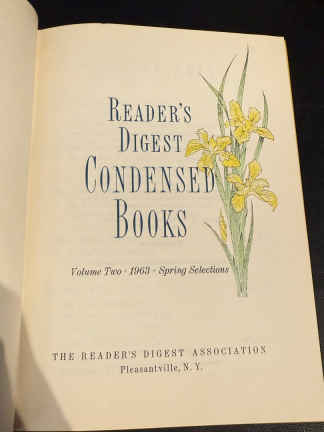 READER'S
DIGEST
CONDENSED
BOOKS
Volume Two · 1963 · Spring Selections
THE READER'S DIGEST ASSOCIATION
Pleasantville, N. Y.